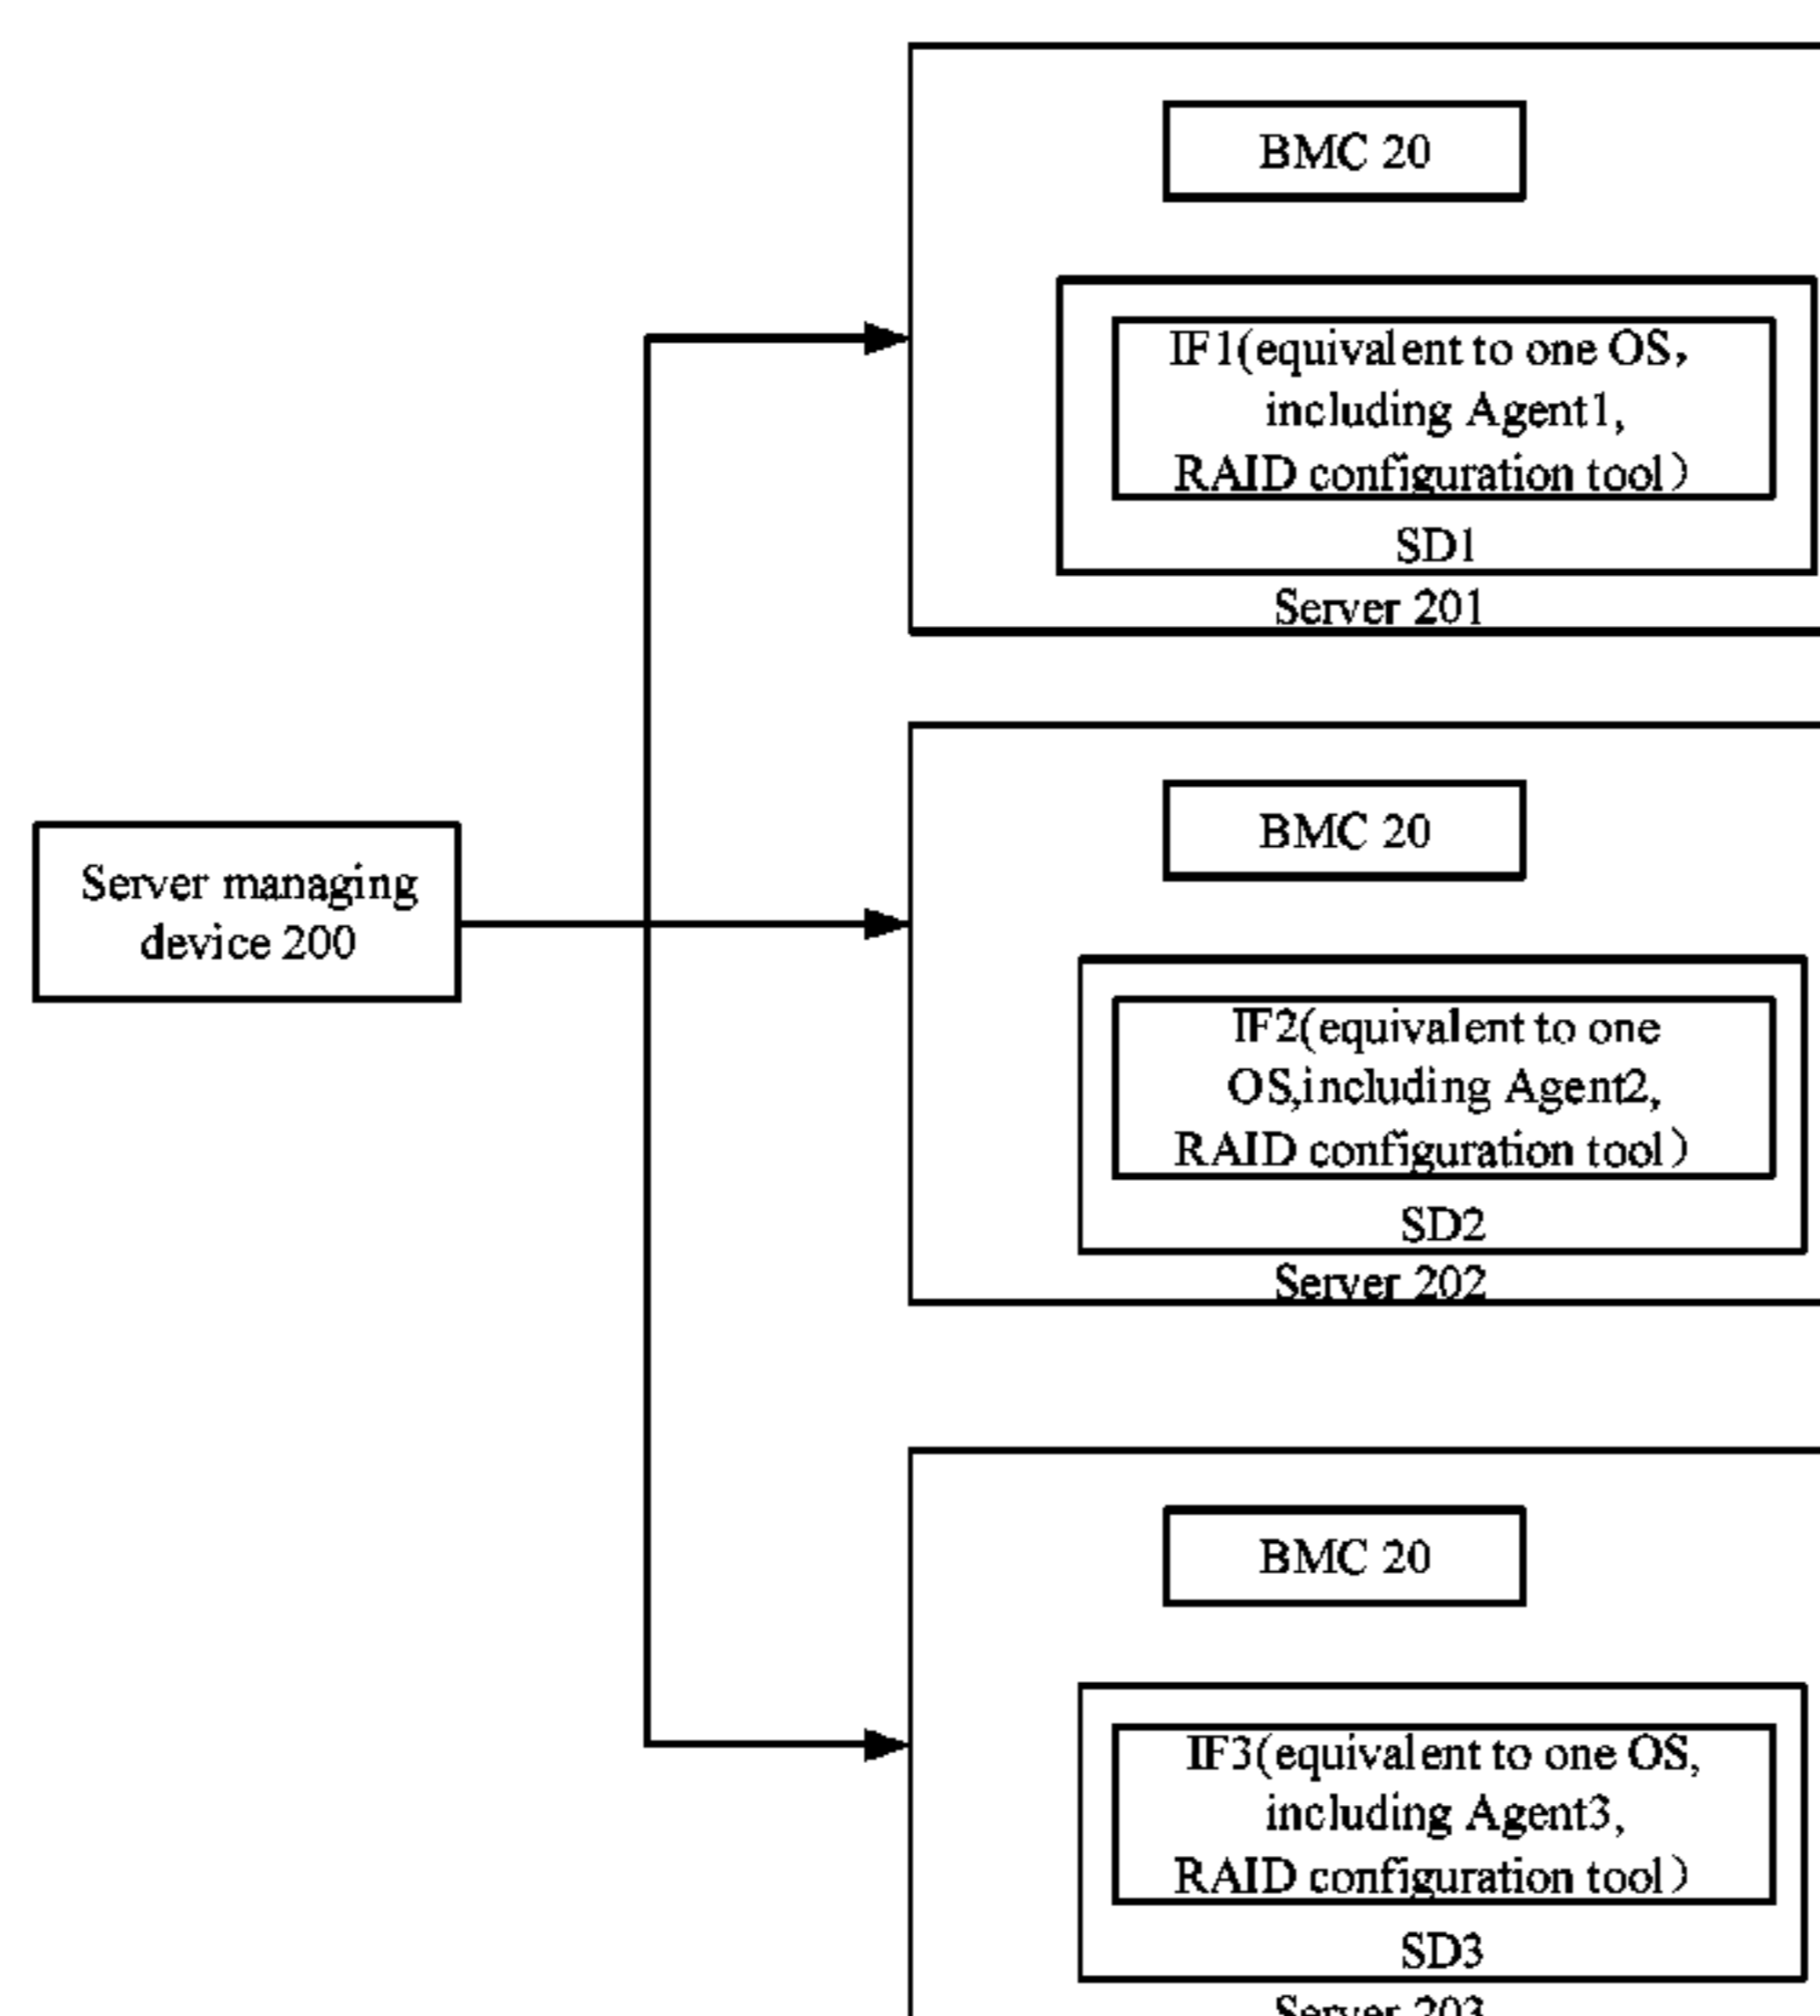 BMC 20
IF1(equivalent to one OS,
including Agent1,
RAID configuration tool)
SD1
Server 201
Server managing
device 200
BMC 20
IF2(equivalent to one
OS,including Agent2,
RAID configuration tool)
SD2
Server 202
BMC 20
IF3(equivalent to one OS,
including Agent3,
RAID configuration tool)
SD3
Server 203